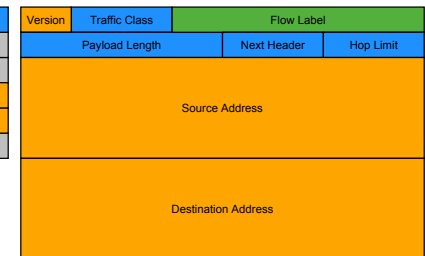 Version Traffic Class Flow Label
Payload Length Next Header Hop Limit
Source Address
Destination Address